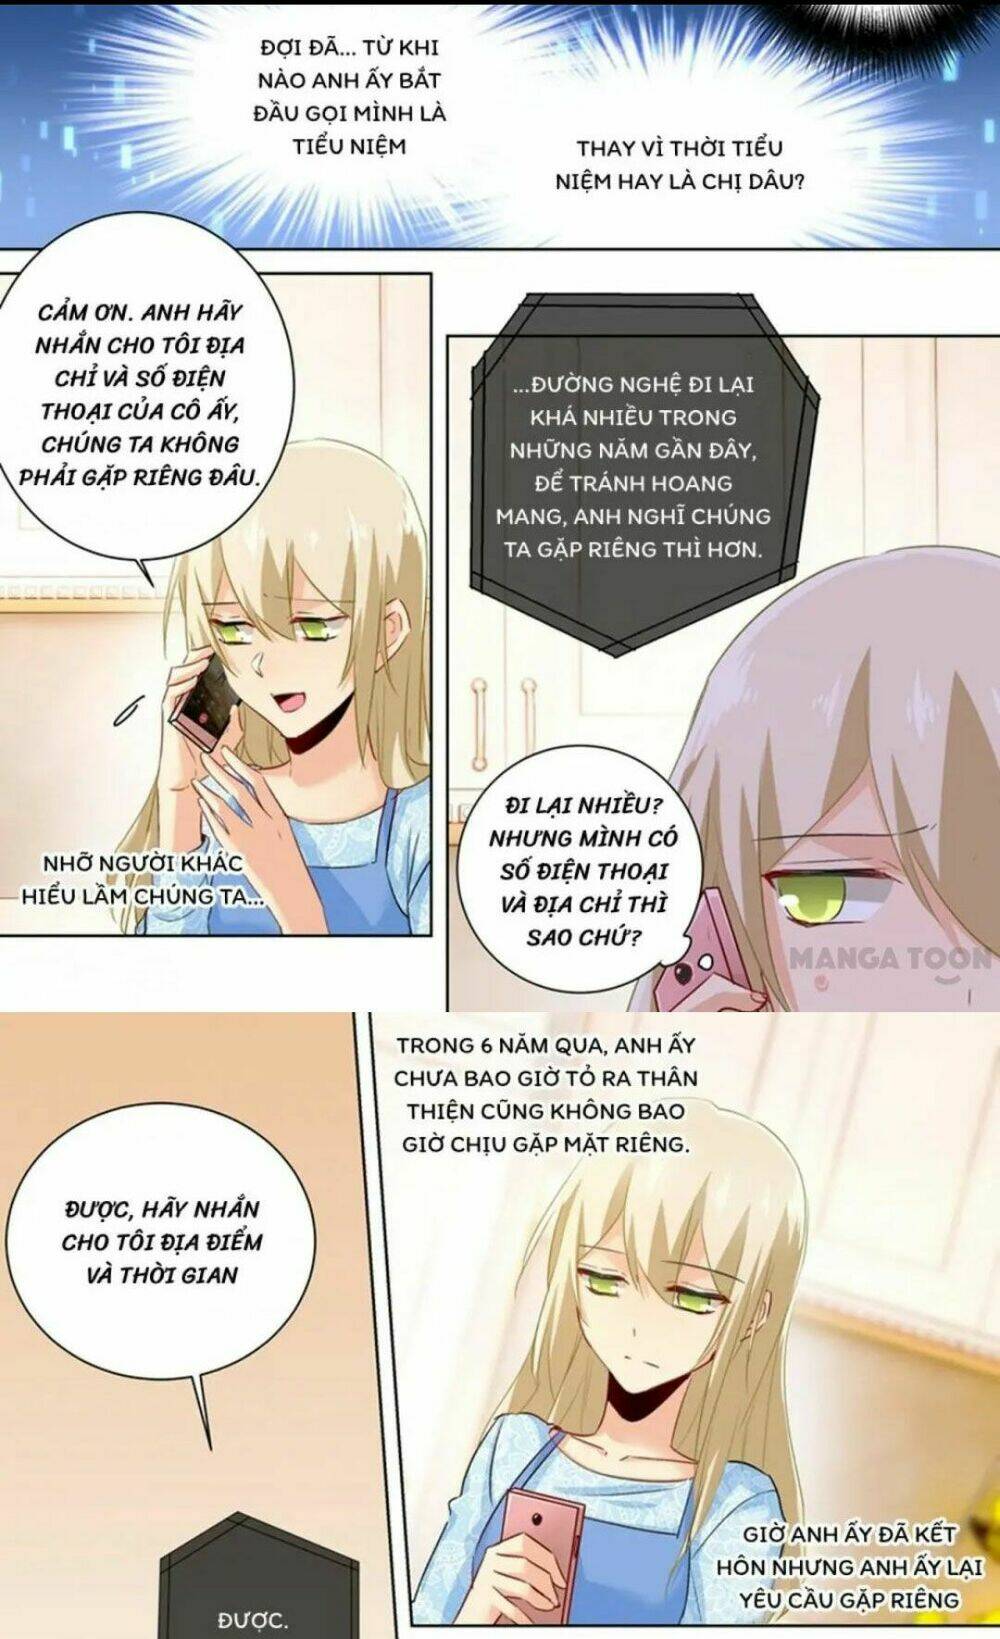 ĐỢI ĐÃ... TỪ KHI
NÀO ANH ẤY BẮT
ĐẦU GỌI MÌNH LÀ
TIỂU NIỆM
THAY VÌ THỜI TIỂU
NIỆM HAY LÀ CHỊ DÂU?
CẢM ƠN. ANH HÃY
NHẮN CHO TÔI ĐỊA
CHỈ VÀ SỐ ĐIỆN
THOẠI CỦA CÔ ẤY,
CHÚNG TA KHÔNG
PHẢI GẶP RIÊNG ĐÂU.
NHỠ NGƯỜI KHÁC
HIỂU LẦM CHÚNG TA...
...ĐƯỜNG NGHỆ ĐI LẠI
KHÁ NHIỀU TRONG
NHỮNG NĂM GẦN ĐÂY,
ĐỂ TRÁNH HOANG
MANG, ANH NGHĨ CHÚNG
TA GẶP RIÊNG THÌ HƠN.
ĐI LẠI NHIỀU?
NHƯNG MÌNH CÓ
SỐ ĐIỆN THOẠI
VÀ ĐỊA CHỈ THÌ
SAO CHỨ?
MANGA TOON
TRONG 6 NĂM QUA, ANH ẤY
CHƯA BAO GIỜ TỎ RA THÂN
THIỆN CŨNG KHÔNG BAO
GIỜ CHỊU GẶP MẶT RIÊNG.
ĐƯỢC, HÃY NHẮN
CHO TÔI ĐỊA ĐIỂM
VÀ THỜI GIAN
GIỜ ANH ẤY ĐÃ KẾT
HÔN NHƯNG ANH ẤY LẠI
YÊU CẦU GẶP RIÊNG
ĐƯỢC.